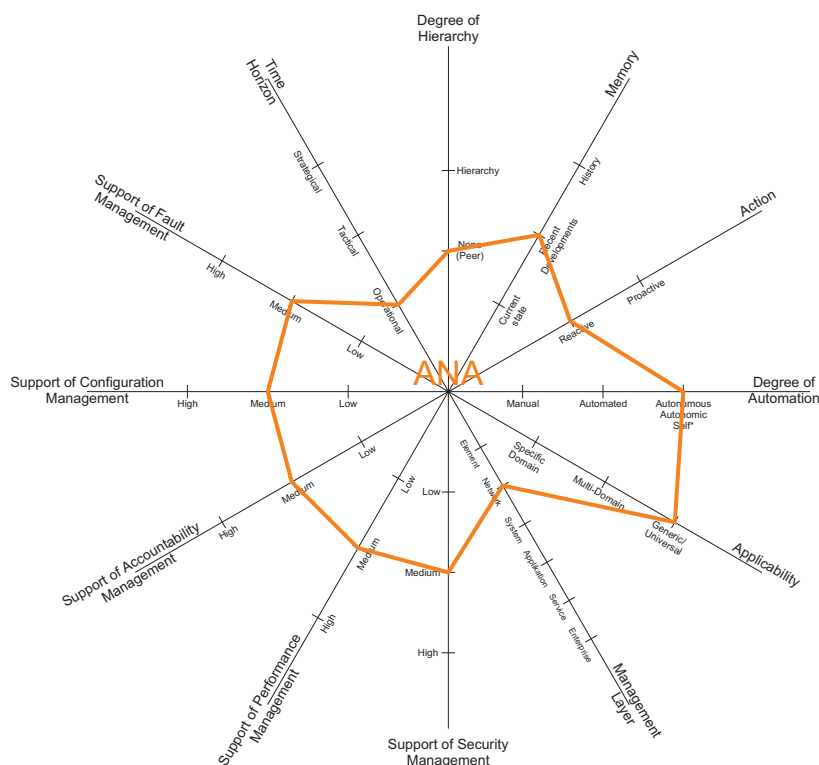 Degree of
Hierarchy
Hierarchy
None
(Peer)
Memory
History
Recent
Developments
Current
state
Action
Proactive
Reactive
Degree of
Automation
Manual
Automated
Autonomous
Autonomic
Self*
Applicability
Specific
Domain
Multi-Domain
Generic/
Universal
Management
Layer
Element
Network
System
Applikation
Service
Enterprise
Support of Security
Management
Low
Medium
High
Support of Performance
Management
Low
Medium
High
Support of Accountability
Management
Low
Medium
High
Support of Configuration
Management
High
Medium
Low
Support of Fault
Management
High
Medium
Low
Time
Horizon
Strategical
Tactical
Operational
ANA